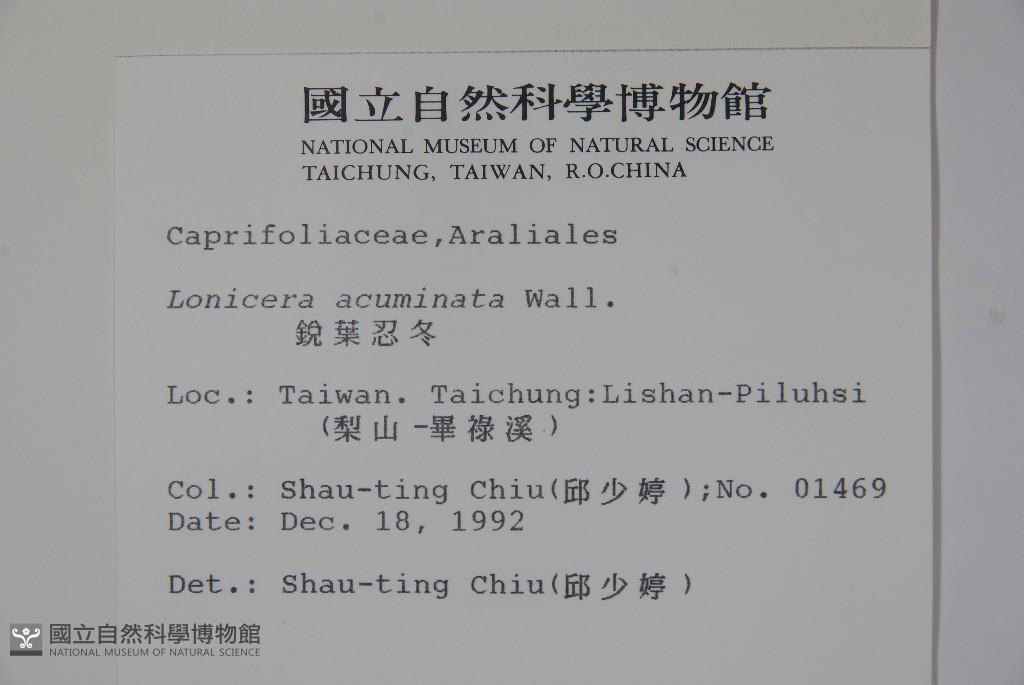 國立自然科學博物館
NATIONAL MUSEUM OF NATURAL SCIENCE
TAICHUNG, TAIWAN, R.O.CHINA
Caprifoliaceae,Araliales
Lonicera acuminata Wall.
銳葉忍冬
Loc.: Taiwan. Taichung:Lishan-Piluhsi
(梨山-畢祿溪)
Col.: Shau-ting Chiu(邱少婷);No. 01469
Date: Dec. 18, 1992
Det.: Shau-ting Chiu(邱少婷)
國立自然科學博物館
NATIONAL MUSEUM OF NATURAL SCIENCE